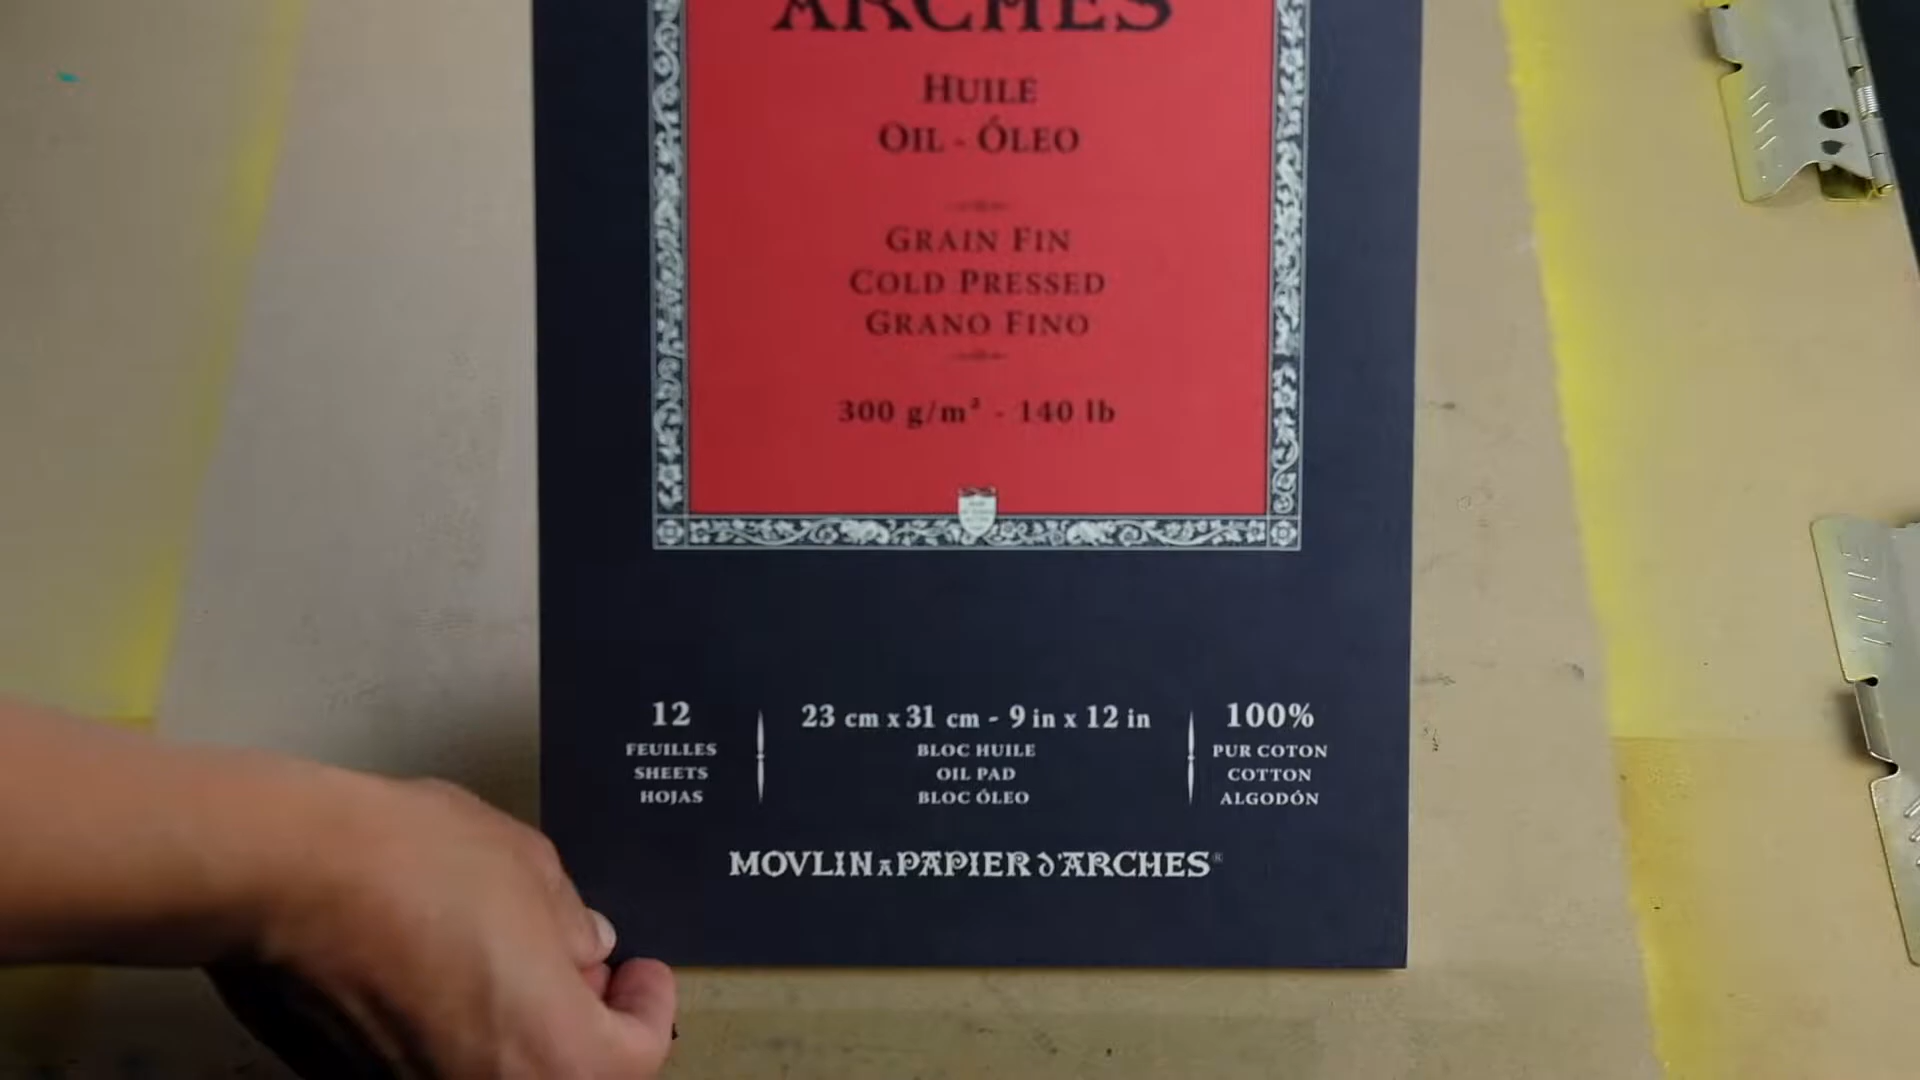 ARCHES
HUILE
OIL - ÓLEO
GRAIN FIN
COLD PRESSED
GRANO FINO
300 g/m² - 140 lb
12
FEUILLES
SHEETS
HOJAS
23 cm x 31 cm - 9 in x 12 in
BLOC HUILE
OIL PAD
BLOC ÓLEO
100%
PUR COTON
COTTON
ALGODÓN
MOVLIN A PAPIER d'ARCHES®